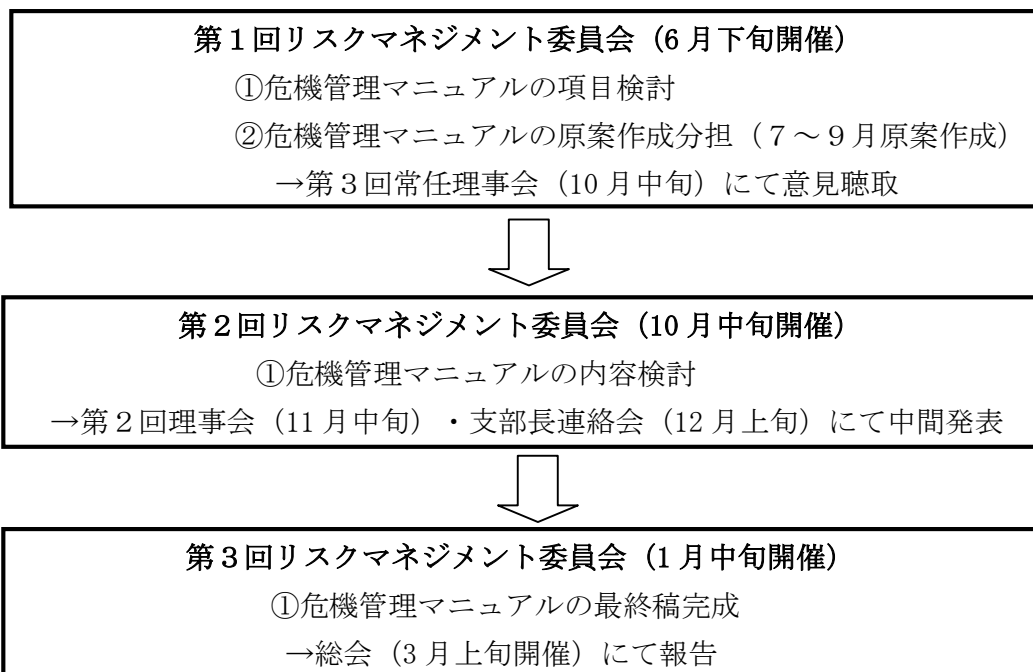 第１回リスクマネジメント委員会（6 月下旬開催）
①危機管理マニュアルの項目検討
②危機管理マニュアルの原案作成分担（７～９月原案作成）
→第３回常任理事会（10 月中旬）にて意見聴取
第２回リスクマネジメント委員会（10 月中旬開催）
①危機管理マニュアルの内容検討
→第２回理事会（11 月中旬）・支部長連絡会（12 月上旬）にて中間発表
第３回リスクマネジメント委員会（1 月中旬開催）
①危機管理マニュアルの最終稿完成
→総会（3 月上旬開催）にて報告